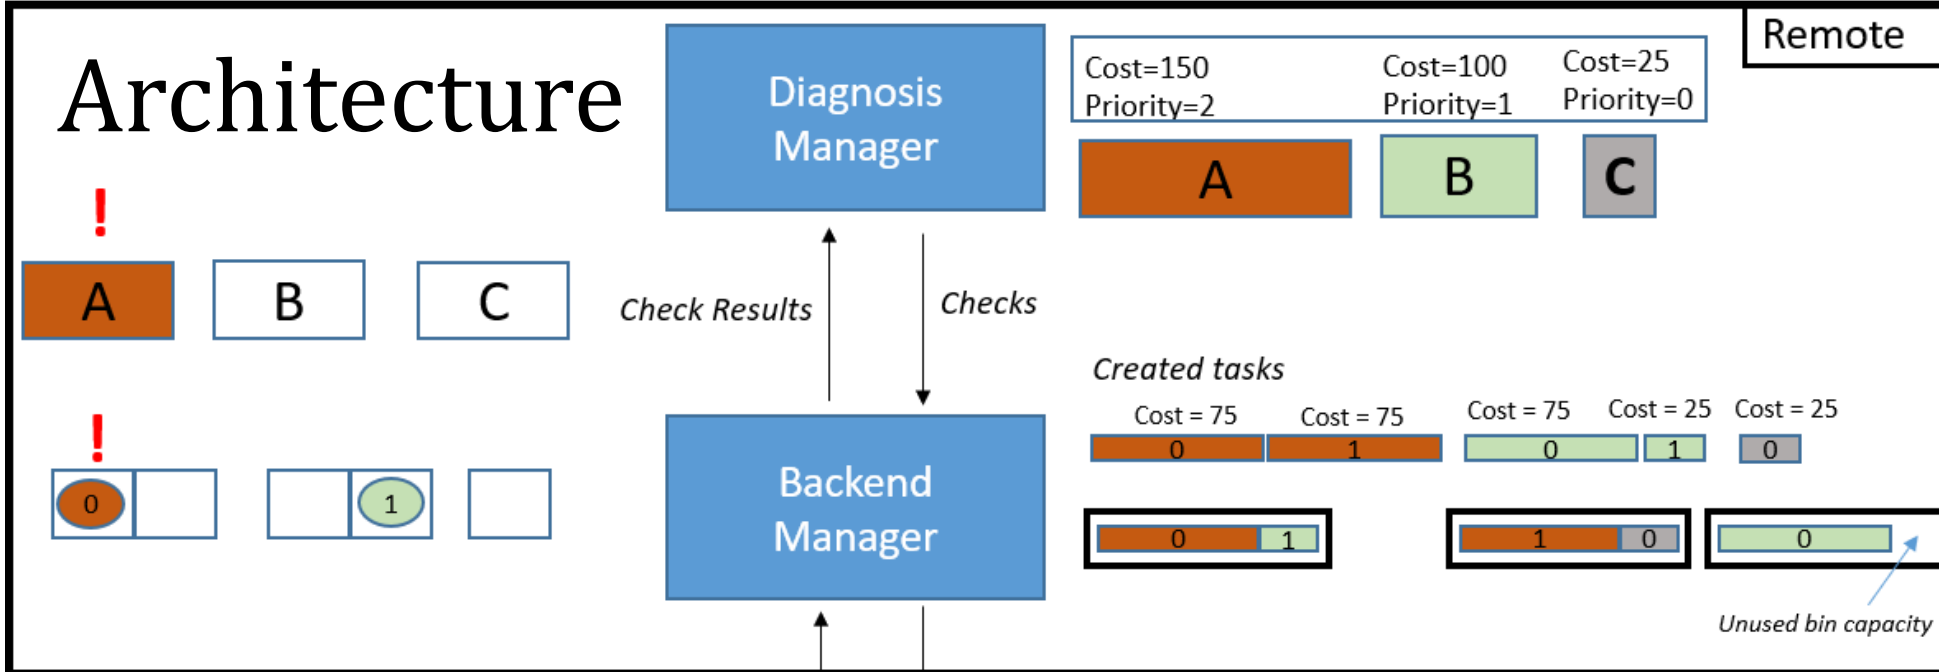 Architecture
Remote
Diagnosis
Manager
Cost=150
Priority=2
Cost=100
Priority=1
Cost=25
Priority=0
A
B
C
!
A
B
C
Check Results
Checks
Created tasks
Cost = 75
Cost = 75
Cost = 75
Cost = 25
Cost = 25
0
1
0
1
0
!
0
1
Backend
Manager
0
1
1
0
0
Unused bin capacity